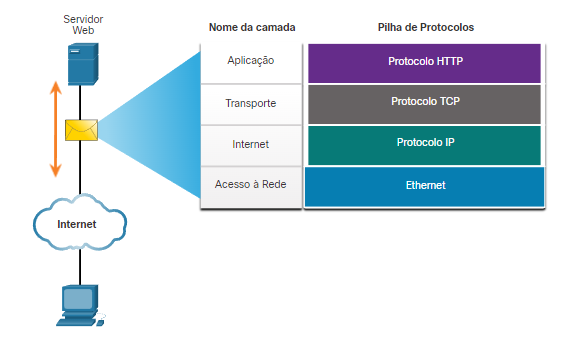 Servidor
Web
Nome da camada
Pilha de Protocolos
Aplicação
Protocolo HTTP
Transporte
Protocolo TCP
Internet
Protocolo IP
Acesso à Rede
Ethernet
Internet